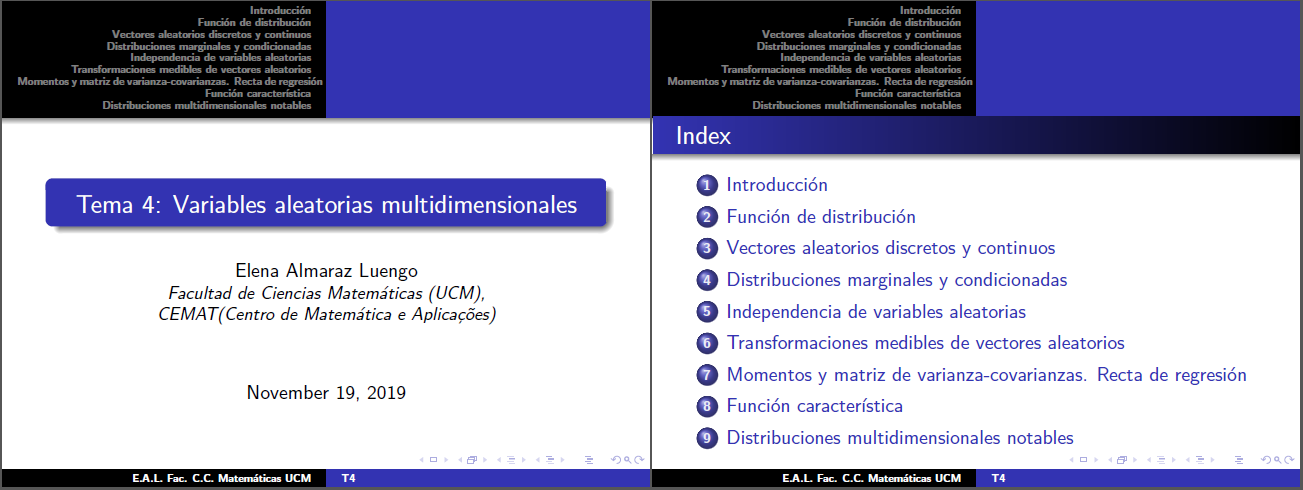 Introducción
Función de distribución
Vectores aleatorios discretos y continuos
Distribuciones marginales y condicionadas
Independencia de variables aleatorias
Transformaciones medibles de vectores aleatorios
Momentos y matriz de varianza-covarianzas. Recta de regresión
Función característica
Distribuciones multidimensionales notables
Tema 4: Variables aleatorias multidimensionales
Elena Almaraz Luengo
Facultad de Ciencias Matemáticas (UCM),
CEMAT(Centro de Matemática e Aplicações)
November 19, 2019
E.A.L. Fac. C.C. Matemáticas UCM
T4
Introducción
Función de distribución
Vectores aleatorios discretos y continuos
Distribuciones marginales y condicionadas
Independencia de variables aleatorias
Transformaciones medibles de vectores aleatorios
Momentos y matriz de varianza-covarianzas. Recta de regresión
Función característica
Distribuciones multidimensionales notables
Index
1 Introducción
2 Función de distribución
3 Vectores aleatorios discretos y continuos
4 Distribuciones marginales y condicionadas
5 Independencia de variables aleatorias
6 Transformaciones medibles de vectores aleatorios
7 Momentos y matriz de varianza-covarianzas. Recta de regresión
8 Función característica
9 Distribuciones multidimensionales notables
E.A.L. Fac. C.C. Matemáticas UCM
T4